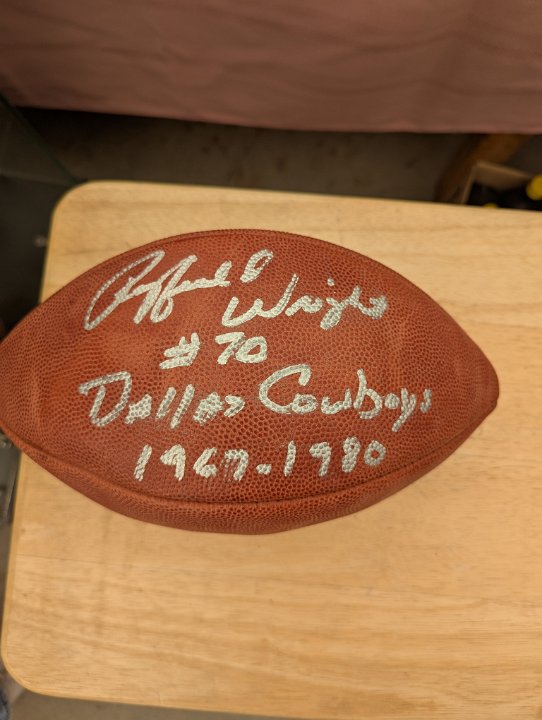 Rayfield Wright
#70
Dallas Cowboys
1967-1980